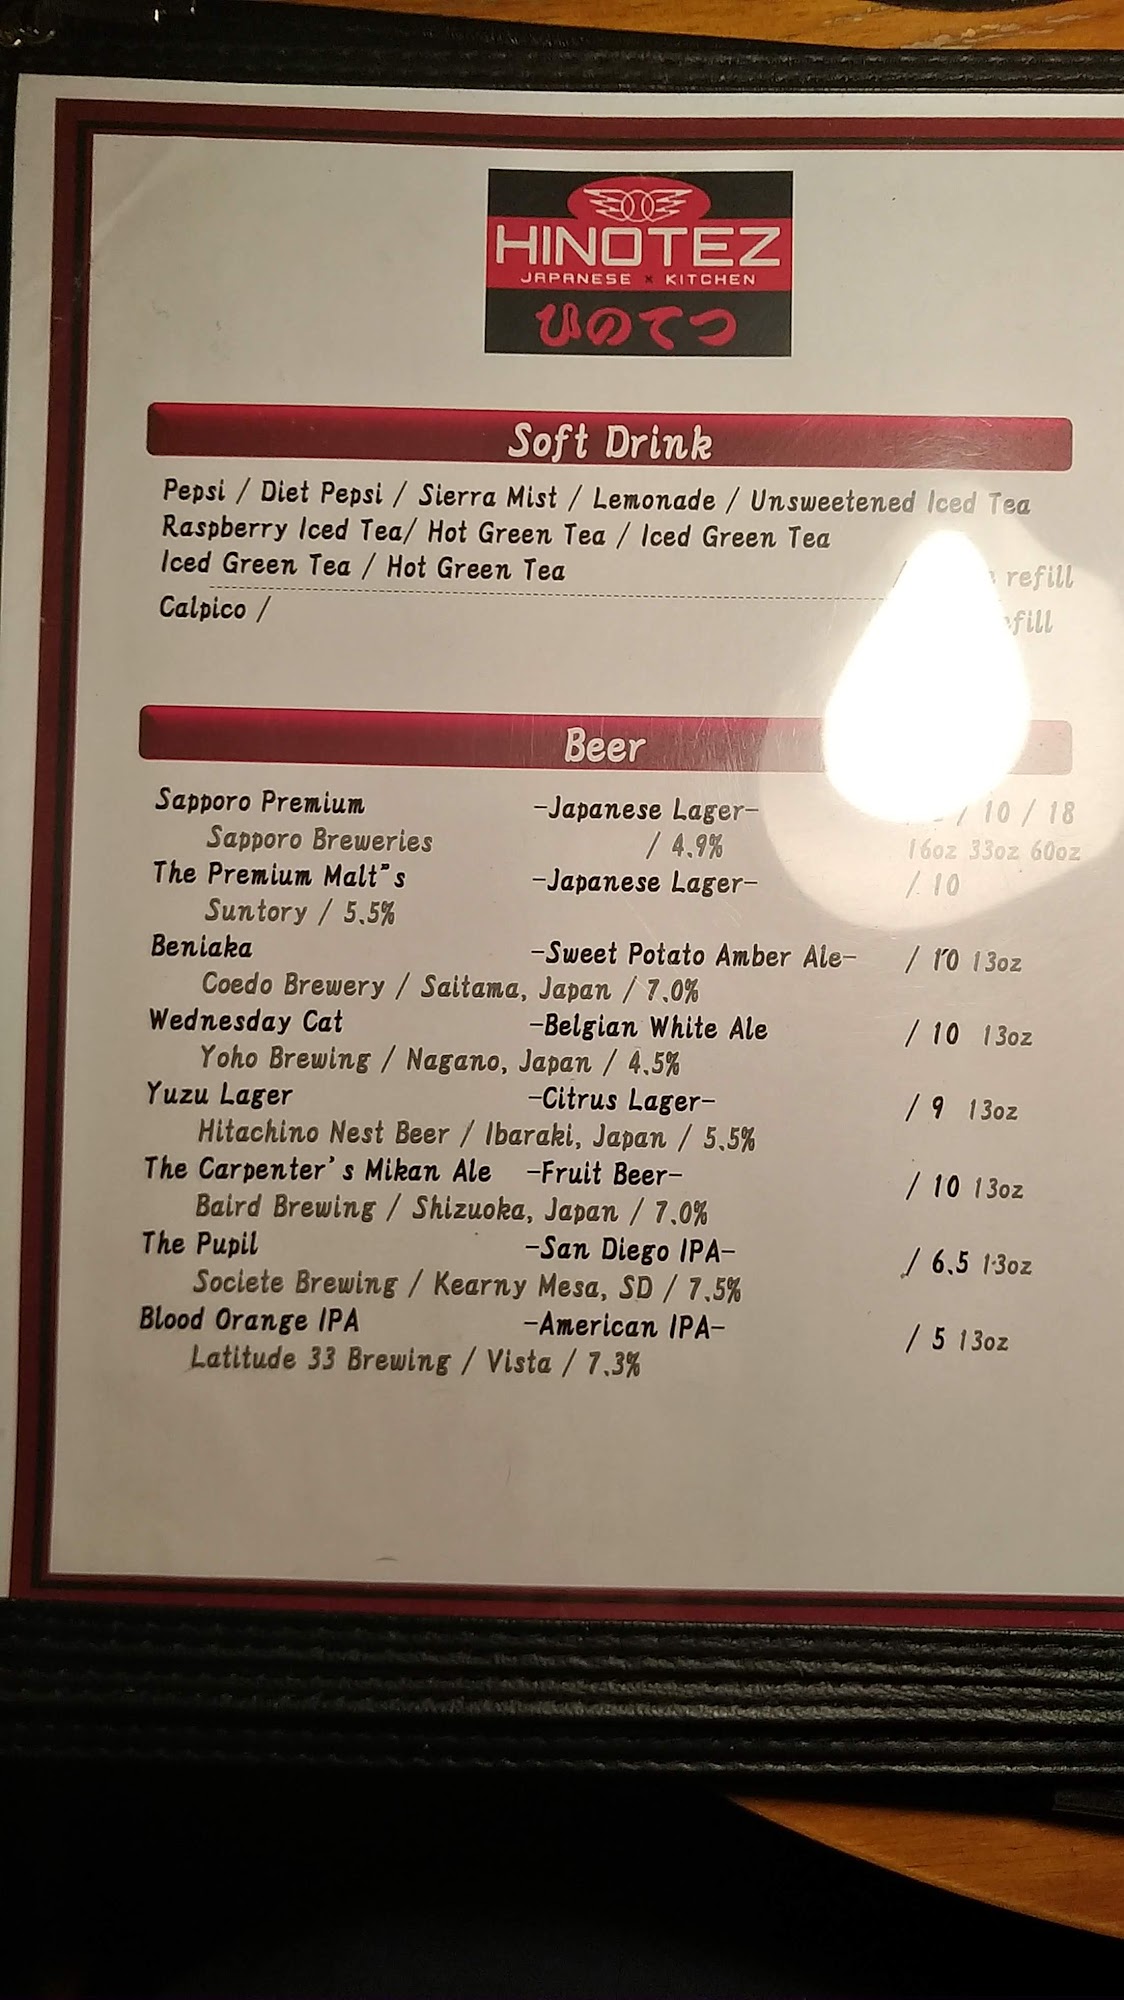 HINOTEZ
JAPANESE × KITCHEN
ひのてつ
Soft Drink
Pepsi / Diet Pepsi / Sierra Mist / Lemonade / Unsweetened Iced Tea
Raspberry Iced Tea/ Hot Green Tea / Iced Green Tea
Iced Green Tea / Hot Green Tea / refill
Calpico /
Beer
Sapporo Premium -Japanese Lager- / 10 / 18
Sapporo Breweries / 4.9% 16oz 33oz 60oz
The Premium Malt"s -Japanese Lager- / 10
Suntory / 5.5%
Beniaka -Sweet Potato Amber Ale- / 10 13oz
Coedo Brewery / Saitama, Japan / 7.0%
Wednesday Cat -Belgian White Ale / 10 13oz
Yoho Brewing / Nagano, Japan / 4.5%
Yuzu Lager -Citrus Lager- / 9 13oz
Hitachino Nest Beer / Ibaraki, Japan / 5.5%
The Carpenter's Mikan Ale -Fruit Beer- / 10 13oz
Baird Brewing / Shizuoka, Japan / 7.0%
The Pupil -San Diego IPA- / 6.5 13oz
Societe Brewing / Kearny Mesa, SD / 7.5%
Blood Orange IPA -American IPA- / 5 13oz
Latitude 33 Brewing / Vista / 7.3%